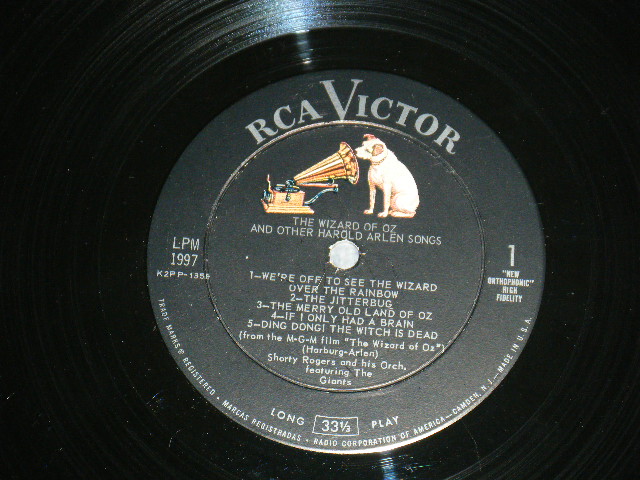 RCA VICTOR
THE WIZARD OF OZ
AND OTHER HAROLD ARLEN SONGS
LPM
1997
K2PP-1358
1
"NEW
ORTHOPHONIC"
HIGH
FIDELITY
1—WE'RE OFF TO SEE THE WIZARD
OVER THE RAINBOW
2—THE JITTERBUG
3—THE MERRY OLD LAND OF OZ
4—IF I ONLY HAD A BRAIN
5—DING DONG! THE WITCH IS DEAD
(from the M-G-M film "The Wizard of Oz")
(Harburg-Arlen)
Shorty Rogers and his Orch.
featuring The
Giants
LONG 33⅓ PLAY
TRADE MARKS ® REGISTERED • MARCAS REGISTRADAS • RADIO CORPORATION OF AMERICA—CAMDEN, N. J.—MADE IN U.S.A.